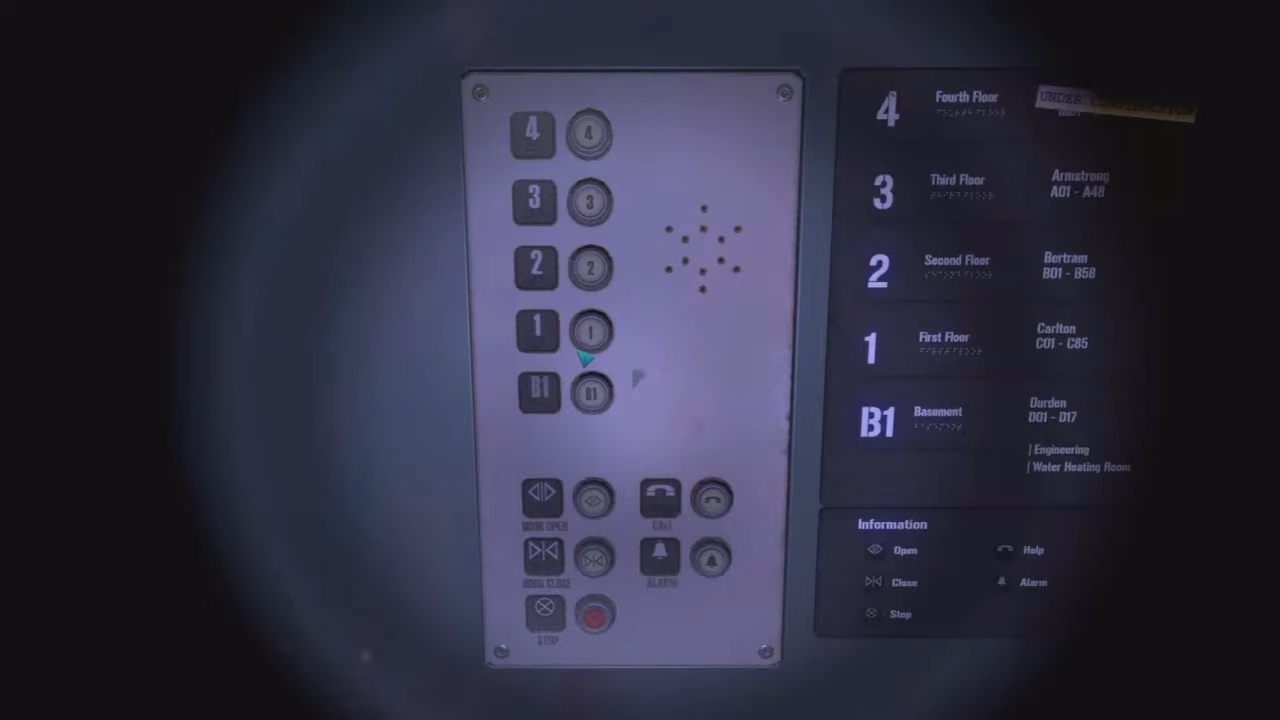 4 4
3 3
2 2
1 1
B1 B1
DOOR OPEN
CALL
DOOR CLOSE
ALARM
STOP
4 Fourth Floor
UNDER CONSTRUCTION
3 Third Floor Armstrong
A01 - A48
2 Second Floor Bertram
B01 - B58
1 First Floor Carlton
C01 - C85
B1 Basement Durden
D01 - D17
| Engineering
| Water Heating Room
Information
Open Help
Close Alarm
Stop